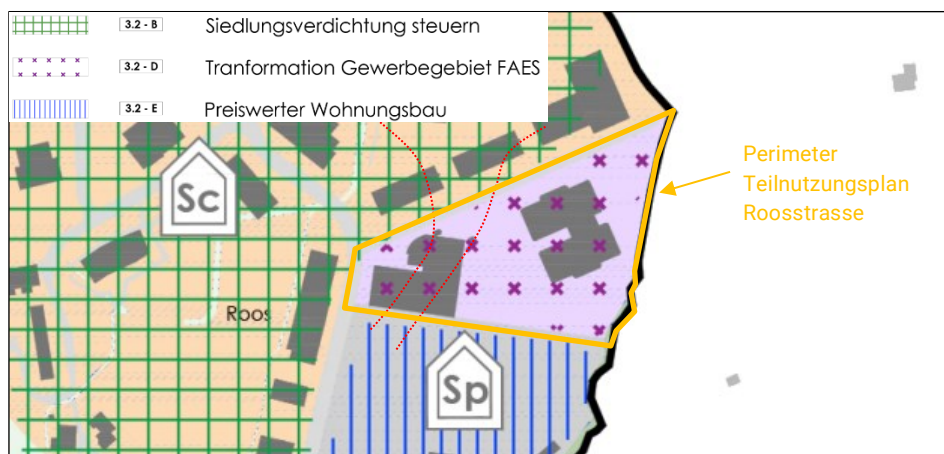 3.2 - B Siedlungsverdichtung steuern
3.2 - D Tranformation Gewerbegebiet FAES
3.2 - E Preiswerter Wohnungsbau
Perimeter
Teilnutzungsplan
Roosstrasse
Sc
Roos
Sp